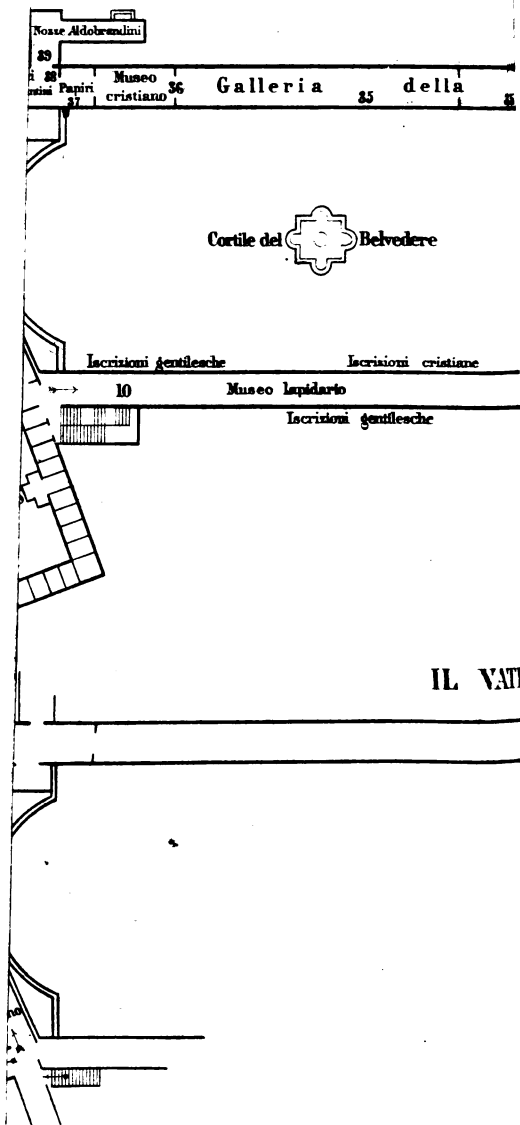 Nozze Aldobrandini
39
38
Papiri
37
Museo
cristiano
36
Galleria della
35
Cortile del Belvedere
Iscrizioni gentilesche Iscrizioni cristiane
10 Museo lapidario
Iscrizioni gentilesche
IL